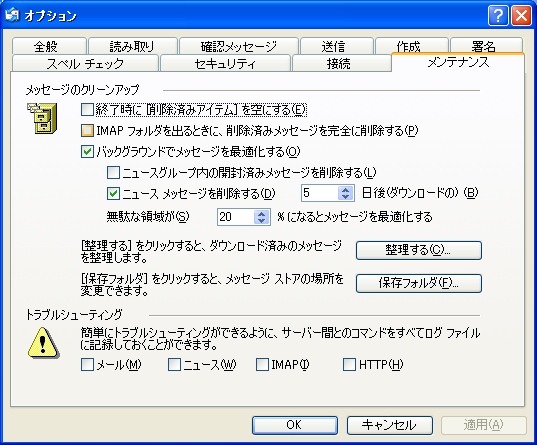 オプション
全般
読み取り
確認メッセージ
送信
作成
署名
スペル チェック
セキュリティ
接続
メンテナンス
メッセージのクリーンアップ
終了時に [削除済みアイテム] を空にする(E)
IMAP フォルダを出るときに、削除済みメッセージを完全に削除する(P)
バックグラウンドでメッセージを最適化する(O)
ニュースグループ内の開封済みメッセージを削除する(L)
ニュース メッセージを削除する(D) 5 日後(ダウンロードの) (B)
無駄な領域が(S) 20 % になるとメッセージを最適化する
[整理する] をクリックすると、ダウンロード済みのメッセージ
を整理します。
整理する(C)...
[保存フォルダ] をクリックすると、メッセージ ストアの場所を
変更できます。
保存フォルダ(F)...
トラブルシューティング
簡単にトラブルシューティングができるように、サーバー間とのコマンドをすべてログ ファイル
に記録しておくことができます。
メール(M)
ニュース(W)
IMAP(I)
HTTP(H)
OK
キャンセル
適用(A)